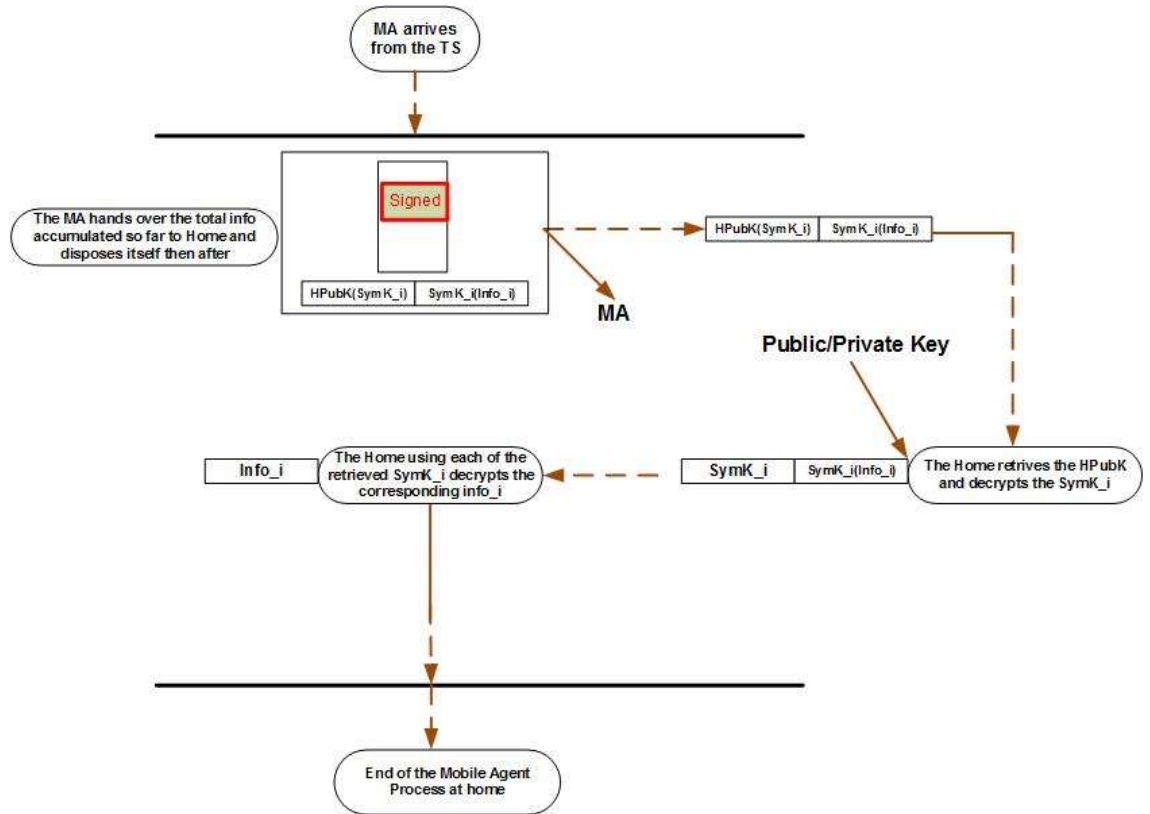 MA arrives
from the TS
Signed
The MA hands over the total info
accumulated so far to Home and
disposes itself then after
HPubK(SymK_i) SymK_i(Info_i)
HPubK(SymK_i) SymK_i(Info_i)
MA
Public/Private Key
Info_i
The Home using each of the
retrieved SymK_i decrypts the
corresponding info_i
SymK_i SymK_i(Info_i)
The Home retrives the HPubK
and decrypts the SymK_i
End of the Mobile Agent
Process at home